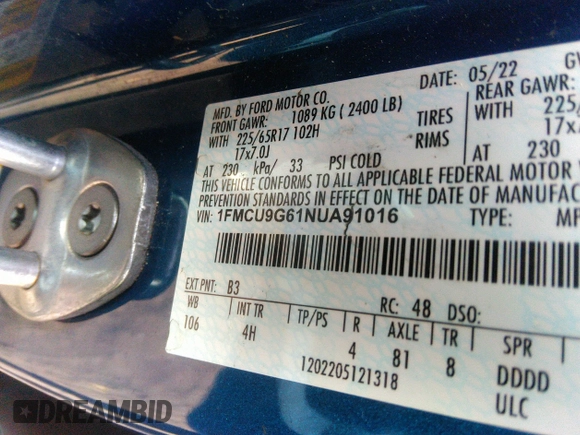 MFD. BY FORD MOTOR CO.
DATE: 05/22
GV
FRONT GAWR: 1089 KG ( 2400 LB)
REAR GAWR:
WITH 225/65R17 102H
TIRES
WITH 225/
17x7.0J
RIMS
17x
AT 230 kPa/ 33 PSI COLD
AT 230
THIS VEHICLE CONFORMS TO ALL APPLICABLE FEDERAL MOTOR
PREVENTION STANDARDS IN EFFECT ON THE DATE OF MANUFAC
VIN: 1FMCU9G61NUA91016
TYPE: MP
EXT PNT: B3
RC: 48 DSO:
WB INT TR TP/PS R AXLE TR SPR
106 4H 4 81 8 DDDD
1202205121318
ULC
DREAMBID